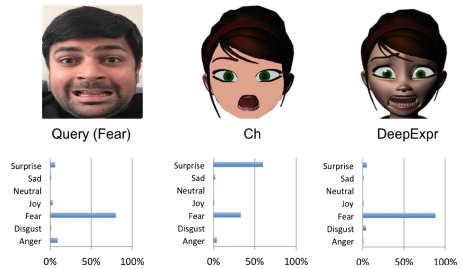 Query (Fear)
Ch
DeepExpr
Surprise
Sad
Neutral
Joy
Fear
Disgust
Anger
0% 50% 100%
Surprise
Sad
Neutral
Joy
Fear
Disgust
Anger
0% 50% 100%
Surprise
Sad
Neutral
Joy
Fear
Disgust
Anger
0% 50% 100%